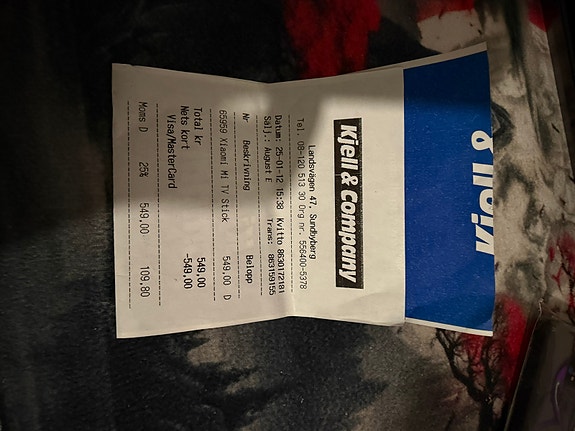 Kjell &
Kjell & Company
Landsvägen 47, Sundbyberg
Tel. 08-120 513 30 Org nr. 556400-5378
Datum: 25-01-12 15:38 Kvitto 8630172181
Sälj.: August E Trans: 863159155
Nr Beskrivning Belopp
65959 Xiaomi Mi TV Stick 549,00 D
Total kr 549,00
Nets kort -549,00
Visa/MasterCard
Moms D 25% 549,00 109,80